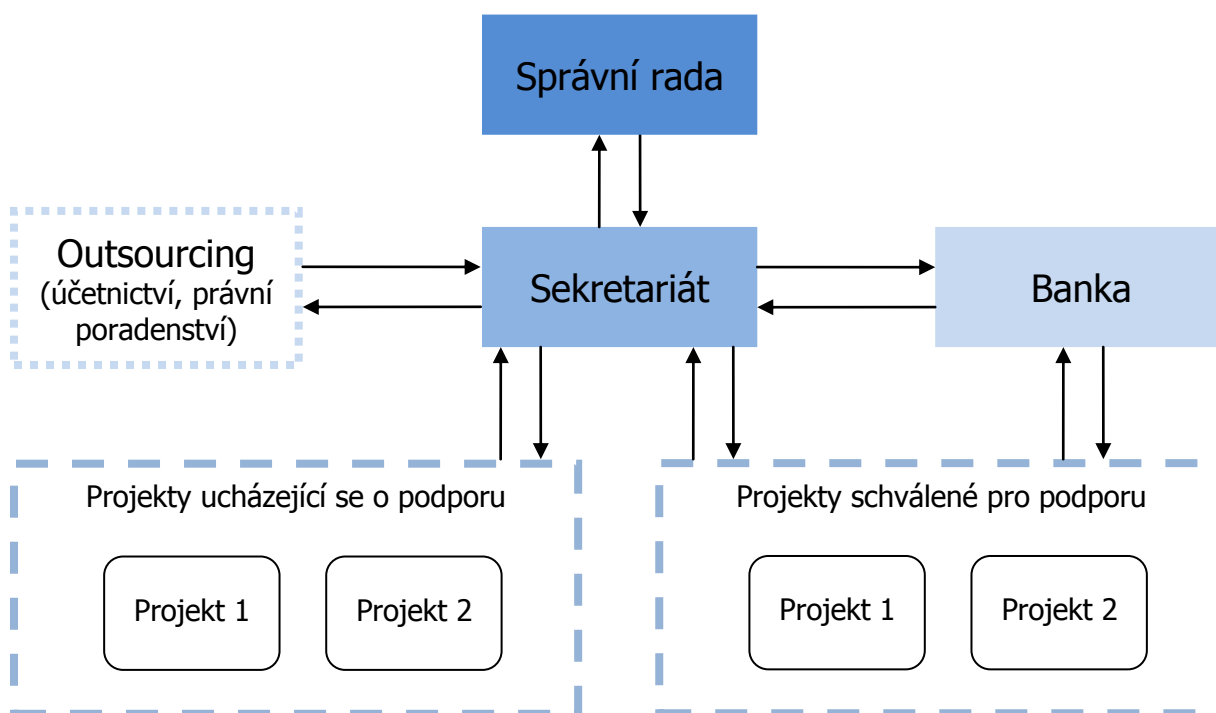 Správní rada
Outsourcing
(účetnictví, právní
poradenství)
Sekretariát
Banka
Projekty ucházející se o podporu
Projekt 1
Projekt 2
Projekty schválené pro podporu
Projekt 1
Projekt 2